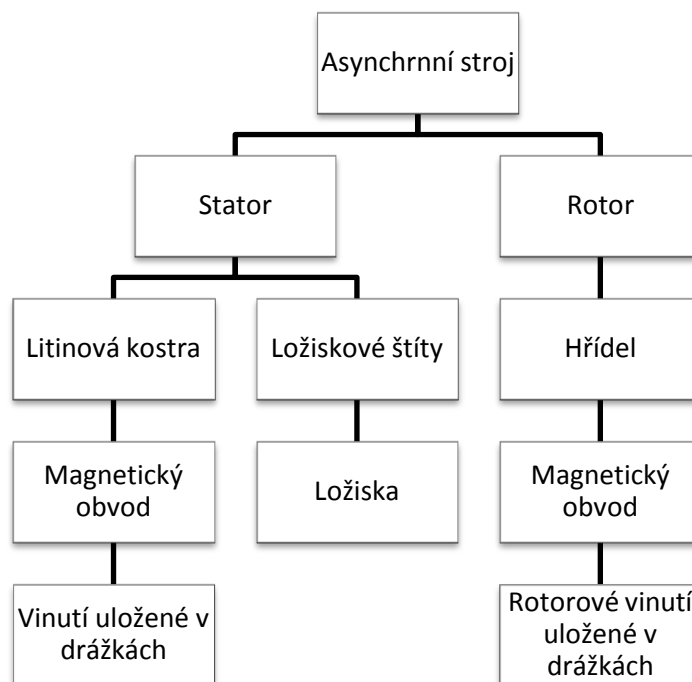 Asynchrnní stroj
Stator
Rotor
Litinová kostra
Ložiskové štíty
Hřídel
Magnetický
obvod
Ložiska
Magnetický
obvod
Vinutí uložené v
drážkách
Rotorové vinutí
uložené v
drážkách